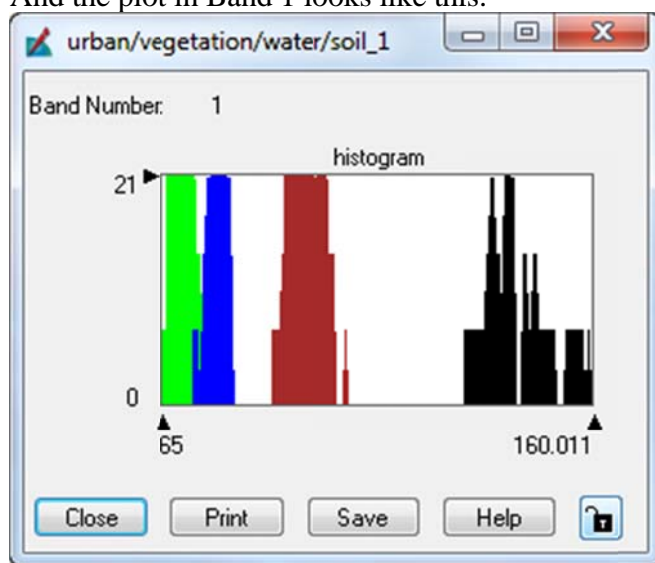 And the plot in Band 1 looks like this:
urban/vegetation/water/soil_1
Band Number: 1
histogram
21
0
65 160.011
Close Print Save Help